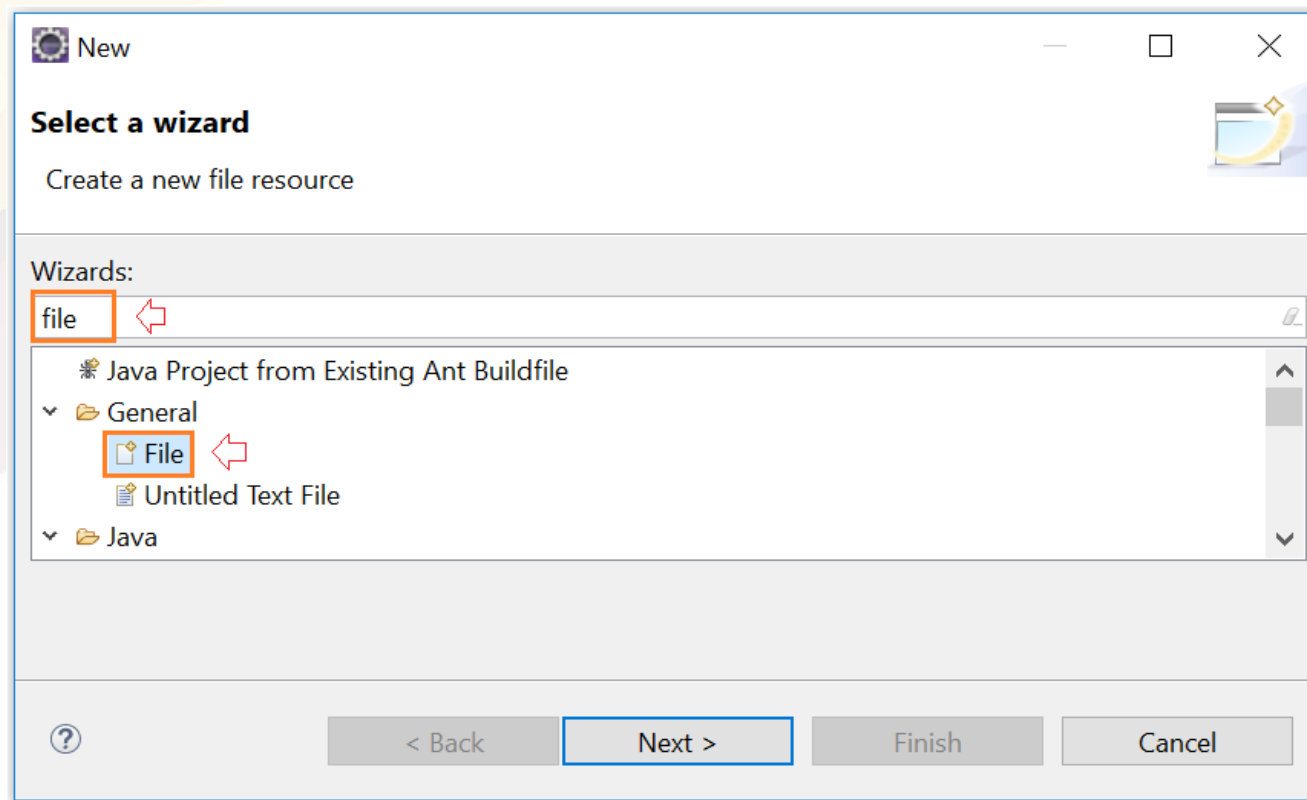 New
Select a wizard
Create a new file resource
Wizards:
file
Java Project from Existing Ant Buildfile
General
File
Untitled Text File
Java
? < Back Next > Finish Cancel